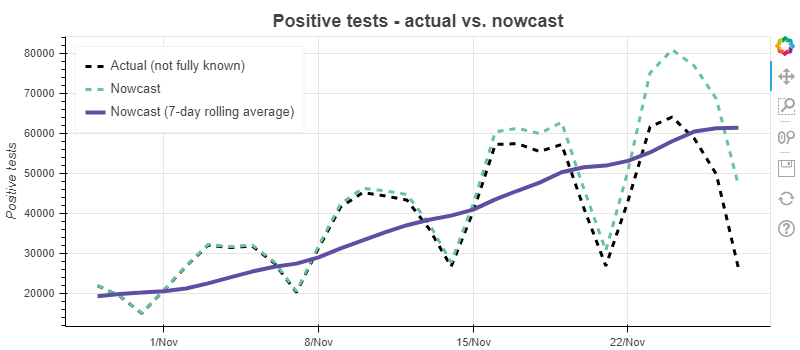 Positive tests - actual vs. nowcast
Actual (not fully known)
Nowcast
Nowcast (7-day rolling average)
Positive tests
80000
70000
60000
50000
40000
30000
20000
1/Nov
8/Nov
15/Nov
22/Nov